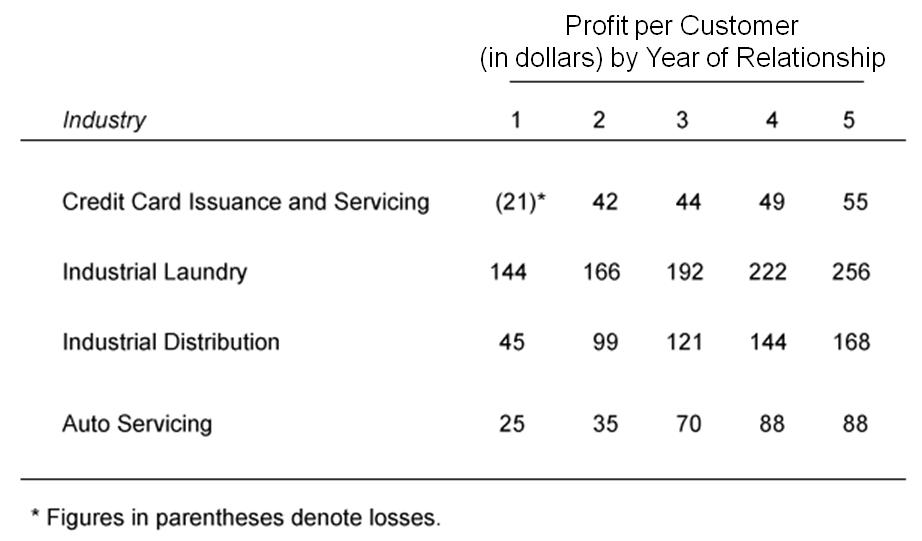 Profit per Customer
(in dollars) by Year of Relationship
Industry 1 2 3 4 5
Credit Card Issuance and Servicing (21)* 42 44 49 55
Industrial Laundry 144 166 192 222 256
Industrial Distribution 45 99 121 144 168
Auto Servicing 25 35 70 88 88
* Figures in parentheses denote losses.